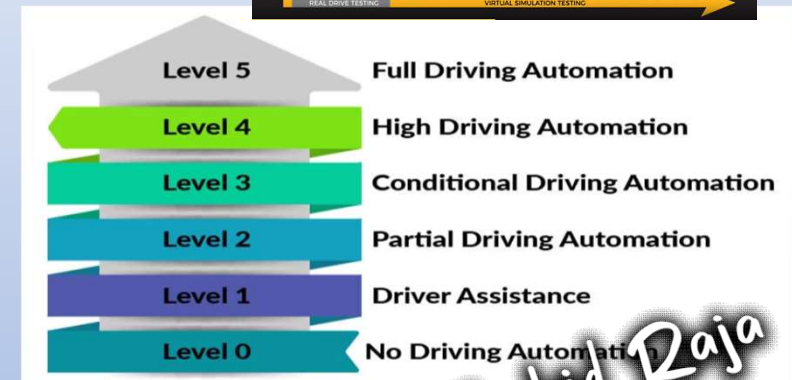 REAL DRIVE TESTING VIRTUAL SIMULATION TESTING
Level 5 Full Driving Automation
Level 4 High Driving Automation
Level 3 Conditional Driving Automation
Level 2 Partial Driving Automation
Level 1 Driver Assistance
Level 0 No Driving Automation
Raja